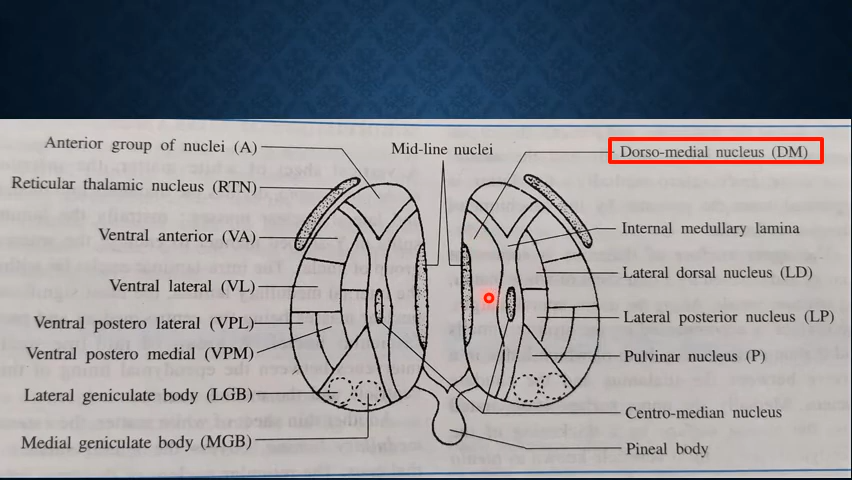 Anterior group of nuclei (A)
Reticular thalamic nucleus (RTN)
Ventral anterior (VA)
Ventral lateral (VL)
Ventral postero lateral (VPL)
Ventral postero medial (VPM)
Lateral geniculate body (LGB)
Medial geniculate body (MGB)
Mid-line nuclei
Dorso-medial nucleus (DM)
Internal medullary lamina
Lateral dorsal nucleus (LD)
Lateral posterior nucleus (LP)
Pulvinar nucleus (P)
Centro-median nucleus
Pineal body